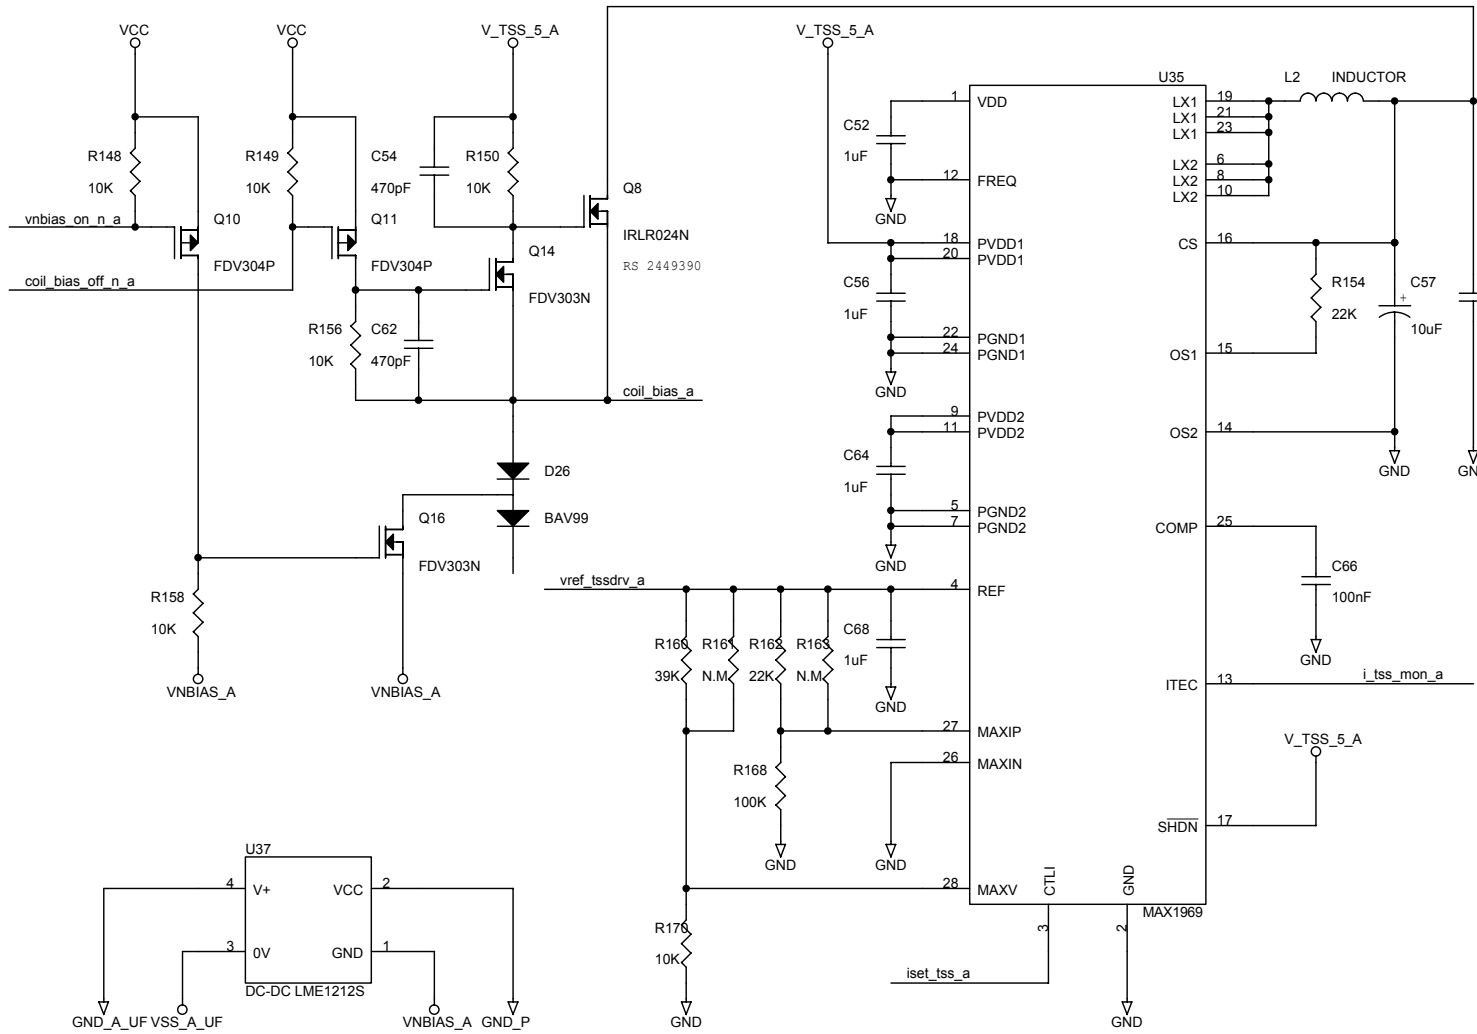 VCC
VCC
V_TSS_5_A
V_TSS_5_A
U35
L2 INDUCTOR
1 VDD
LX1 19
LX1 21
LX1 23
C52
1uF
R148
10K
R149
10K
C54
470pF
R150
10K
LX2 6
LX2 8
LX2 10
12 FREQ
Q8
GND
vnbias_on_n_a
Q10
Q11
IRLR024N
FDV304P
FDV304P
Q14
RS 2449390
18 PVDD1
20 PVDD1
CS 16
coil_bias_off_n_a
FDV303N
C56
1uF
R154
22K
C57
+
10uF
R156
10K
C62
470pF
22 PGND1
24 PGND1
OS1 15
GND
coil_bias_a
9 PVDD2
11 PVDD2
OS2 14
C64
1uF
GND
GN
D26
Q16
BAV99
5 PGND2
7 PGND2
COMP 25
FDV303N
GND
C66
100nF
vref_tssdrv_a
4 REF
R158
10K
R160
39K
R161
N.M
R162
22K
R163
N.M
C68
1uF
GND
VNBIAS_A
VNBIAS_A
ITEC 13
i_tss_mon_a
GND
27 MAXIP
26 MAXIN
V_TSS_5_A
R168
100K
SHDN 17
GND
GND
U37
4 V+
VCC 2
3 0V
GND 1
DC-DC LME1212S
28 MAXV
CTLI
GND
MAX1969
3
2
R170
10K
iset_tss_a
GND_A_UF
VSS_A_UF
VNBIAS_A
GND_P
GND
GND